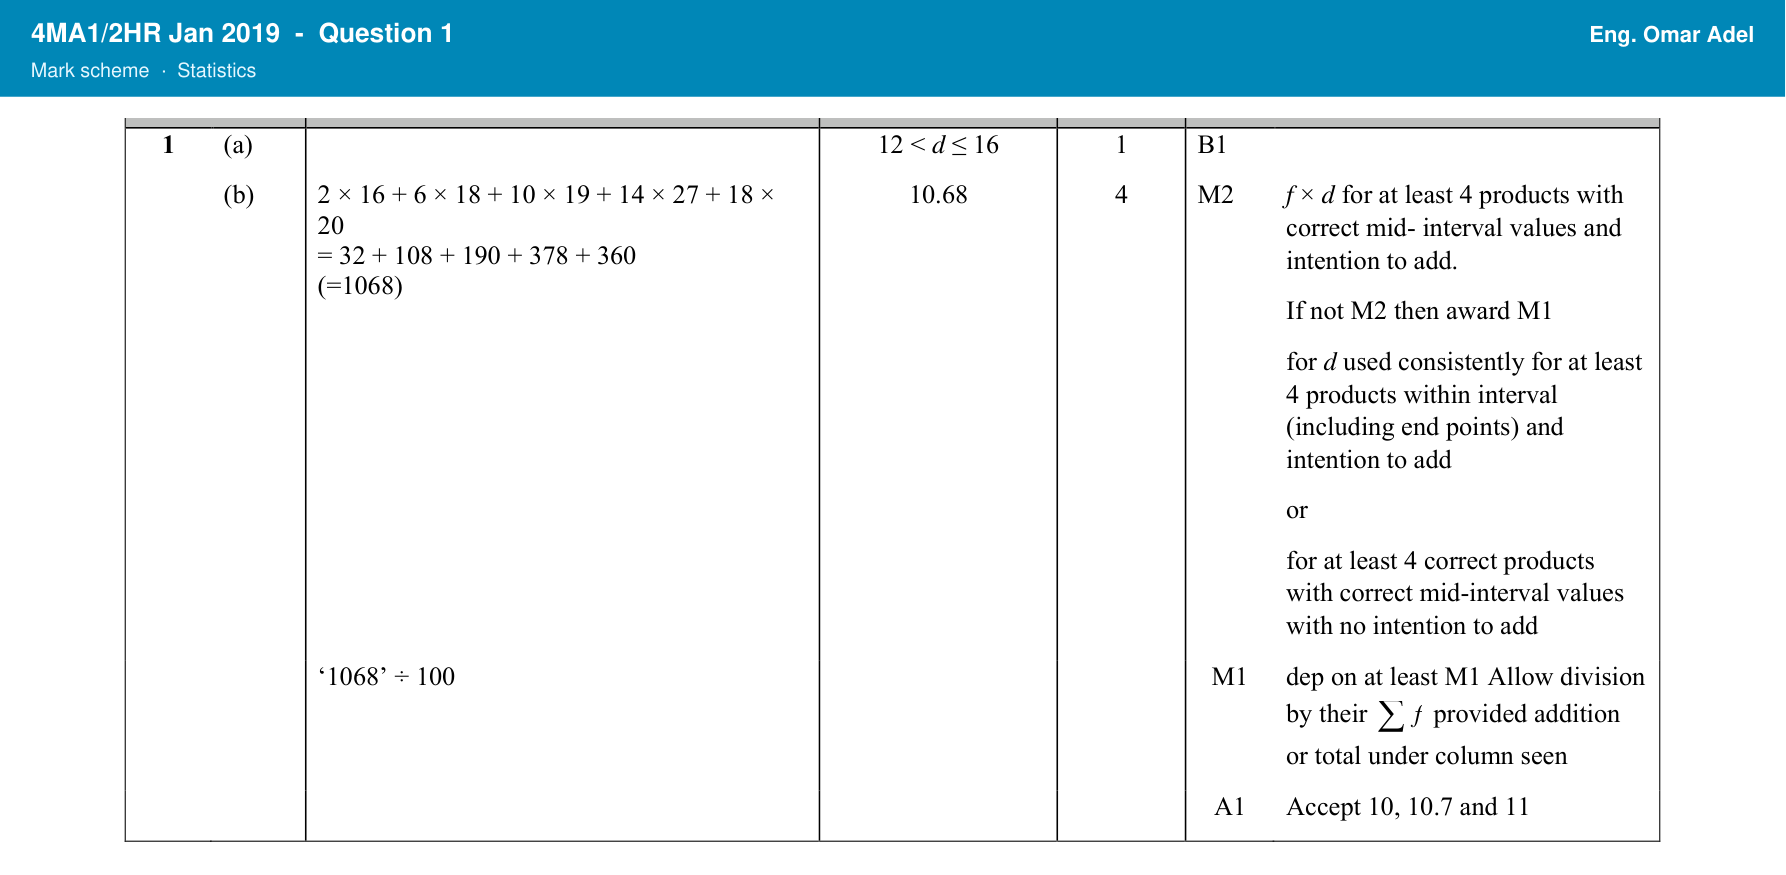 4MA1/2HR Jan 2019 - Question 1
Eng. Omar Adel
Mark scheme · Statistics
1 (a) 12 < d ≤ 16 1 B1
(b) 2 × 16 + 6 × 18 + 10 × 19 + 14 × 27 + 18 × 10.68 4 M2 f × d for at least 4 products with
20
correct mid- interval values and
= 32 + 108 + 190 + 378 + 360
intention to add.
(=1068)
If not M2 then award M1
for d used consistently for at least
4 products within interval
(including end points) and
intention to add
or
for at least 4 correct products
with correct mid-interval values
with no intention to add
‘1068’ ÷ 100 M1 dep on at least M1 Allow division
by their ∑ f provided addition
or total under column seen
A1 Accept 10, 10.7 and 11